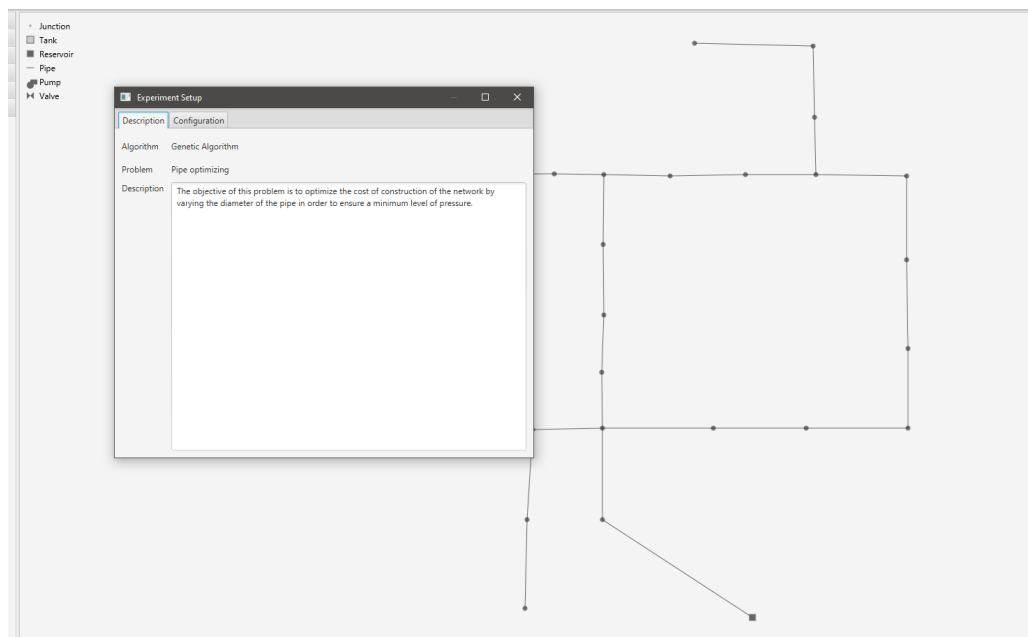 Junction
Tank
Reservoir
Pipe
Pump
Valve
Experiment Setup
Description Configuration
Algorithm Genetic Algorithm
Problem Pipe optimizing
Description The objective of this problem is to optimize the cost of construction of the network by
varying the diameter of the pipe in order to ensure a minimum level of pressure.